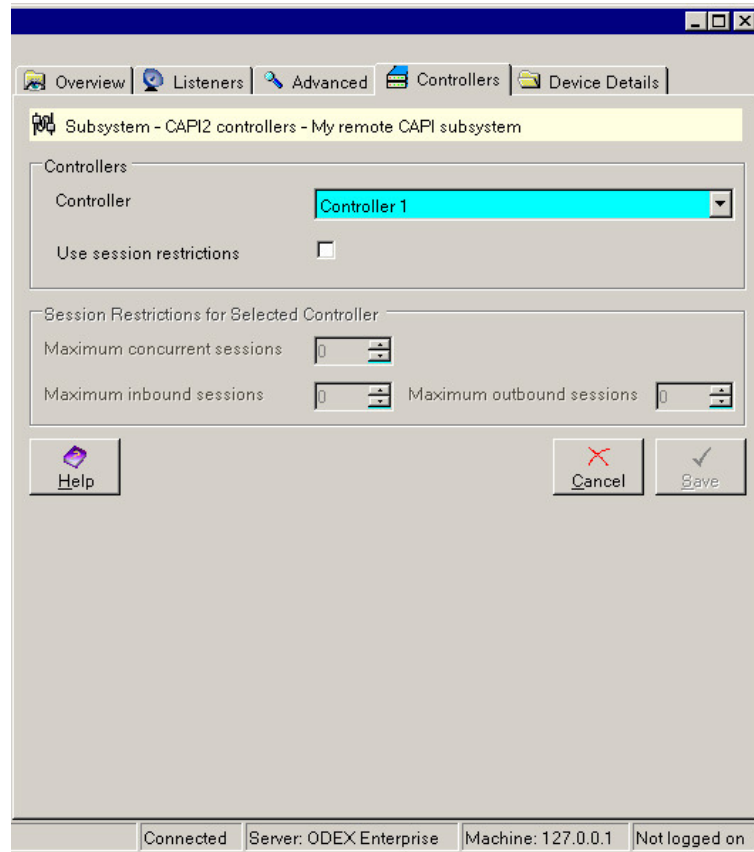 Overview Listeners Advanced Controllers Device Details
Subsystem - CAPI2 controllers - My remote CAPI subsystem
Controllers
Controller Controller 1
Use session restrictions
Session Restrictions for Selected Controller
Maximum concurrent sessions 0
Maximum inbound sessions 0 Maximum outbound sessions 0
Help Cancel Save
Connected Server: ODEX Enterprise Machine: 127.0.0.1 Not logged on